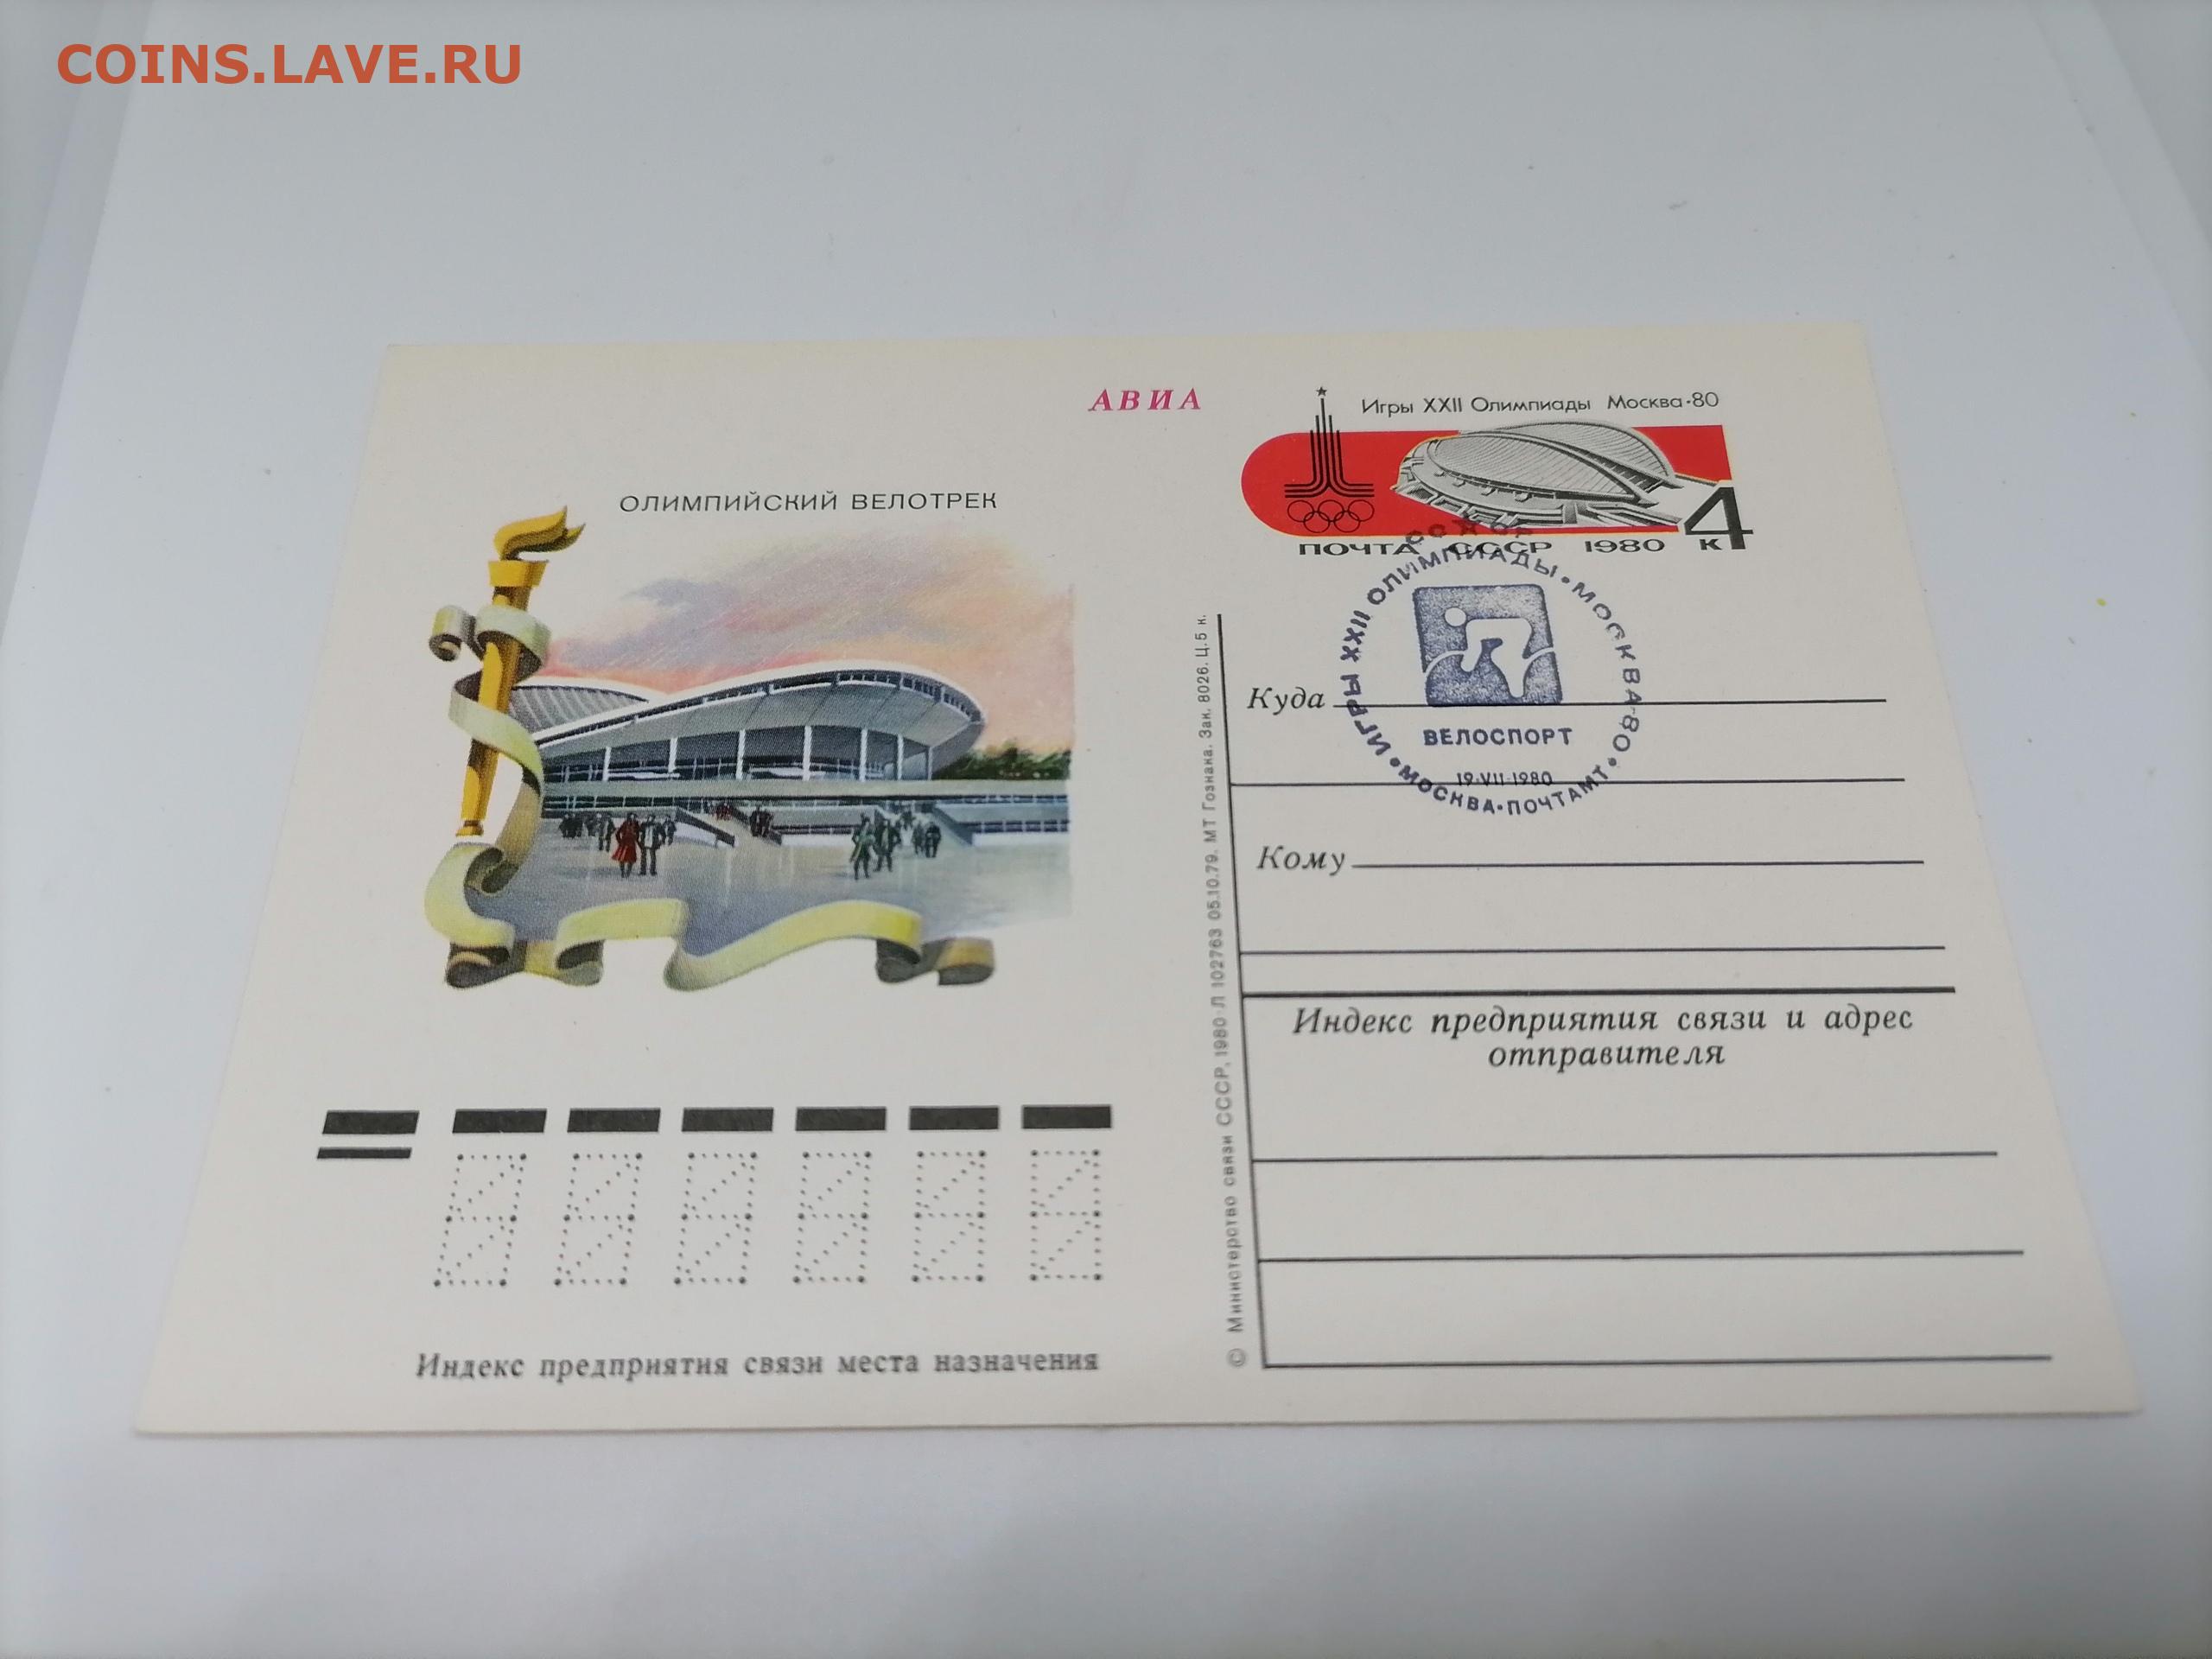 COINS.LAVE.RU
АВИА
Игры XXII Олимпиады Москва-80
ПОЧТА СССР 1980
4 к
ОЛИМПИЙСКИЙ ВЕЛОТРЕК
СССР
ИГРЫ XXII ОЛИМПИАДЫ • МОСКВА-80 •
ВЕЛОСПОРТ
19·VII·1980
МОСКВА·ПОЧТАМТ
Куда
Кому
Индекс предприятия связи и адрес
отправителя
© Министерство связи СССР, 1980. Л 102763 05.10.79. МТ Гознака. Зак. 8026. Ц. 5 к.
Индекс предприятия связи места назначения